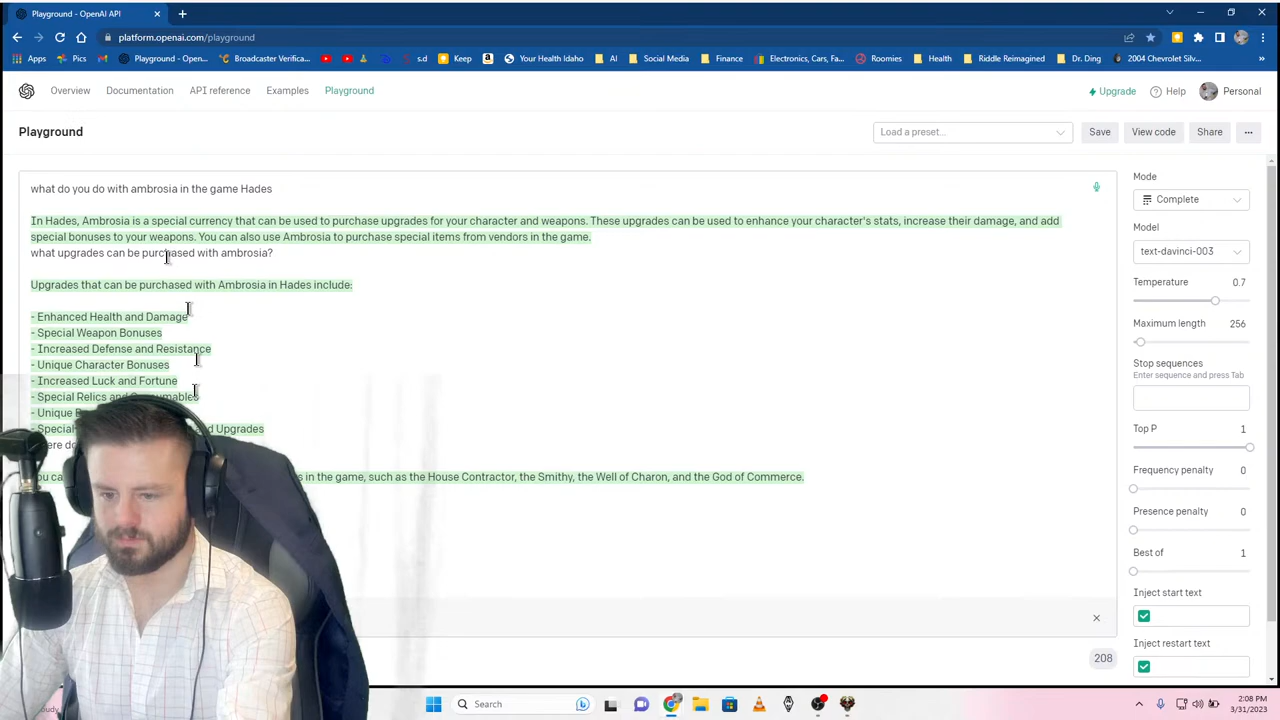 Playground - OpenAI API
platform.openai.com/playground
Apps
Pics
Playground - Open...
Broadcaster Verifica...
s.d
Keep
Your Health Idaho
AI
Social Media
Finance
Electronics, Cars, Fa...
Roomies
Health
Riddle Reimagined
Dr. Ding
2004 Chevrolet Silv...
Overview
Documentation
API reference
Examples
Playground
Upgrade
Help
Personal
Playground
Load a preset...
Save
View code
Share
what do you do with ambrosia in the game Hades
In Hades, Ambrosia is a special currency that can be used to purchase upgrades for your character and weapons. These upgrades can be used to enhance your character's stats, increase their damage, and add
special bonuses to your weapons. You can also use Ambrosia to purchase special items from vendors in the game.
what upgrades can be purchased with ambrosia?
Upgrades that can be purchased with Ambrosia in Hades include:
- Enhanced Health and Damage
- Special Weapon Bonuses
- Increased Defense and Resistance
- Unique Character Bonuses
- Increased Luck and Fortune
- Special Relics and Consumables
- Unique
- Special and Upgrades
s in the game, such as the House Contractor, the Smithy, the Well of Charon, and the God of Commerce.
208
Mode
Complete
Model
text-davinci-003
Temperature 0.7
Maximum length 256
Stop sequences
Enter sequence and press Tab
Top P 1
Frequency penalty 0
Presence penalty 0
Best of 1
Inject start text
Inject restart text
Search
2:08 PM
3/31/2023